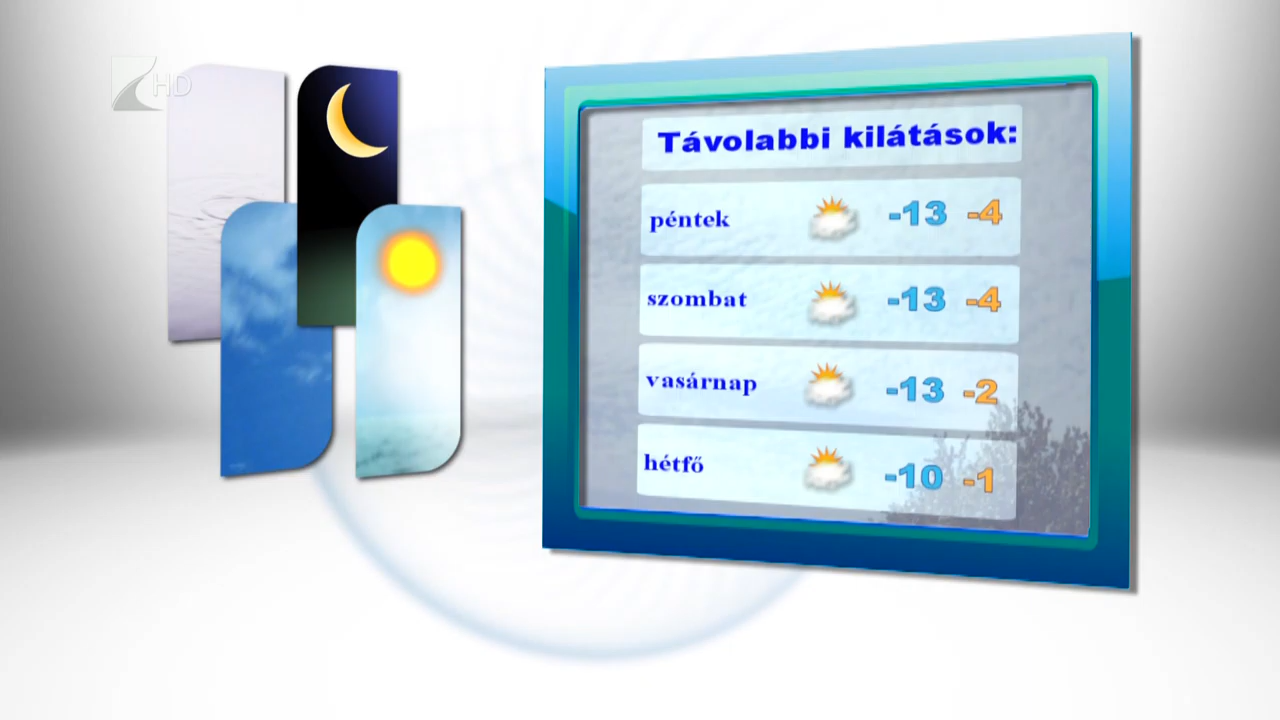 HD
Távolabbi kilátások:
péntek -13 -4
szombat -13 -4
vasárnap -13 -2
hétfő -10 -1